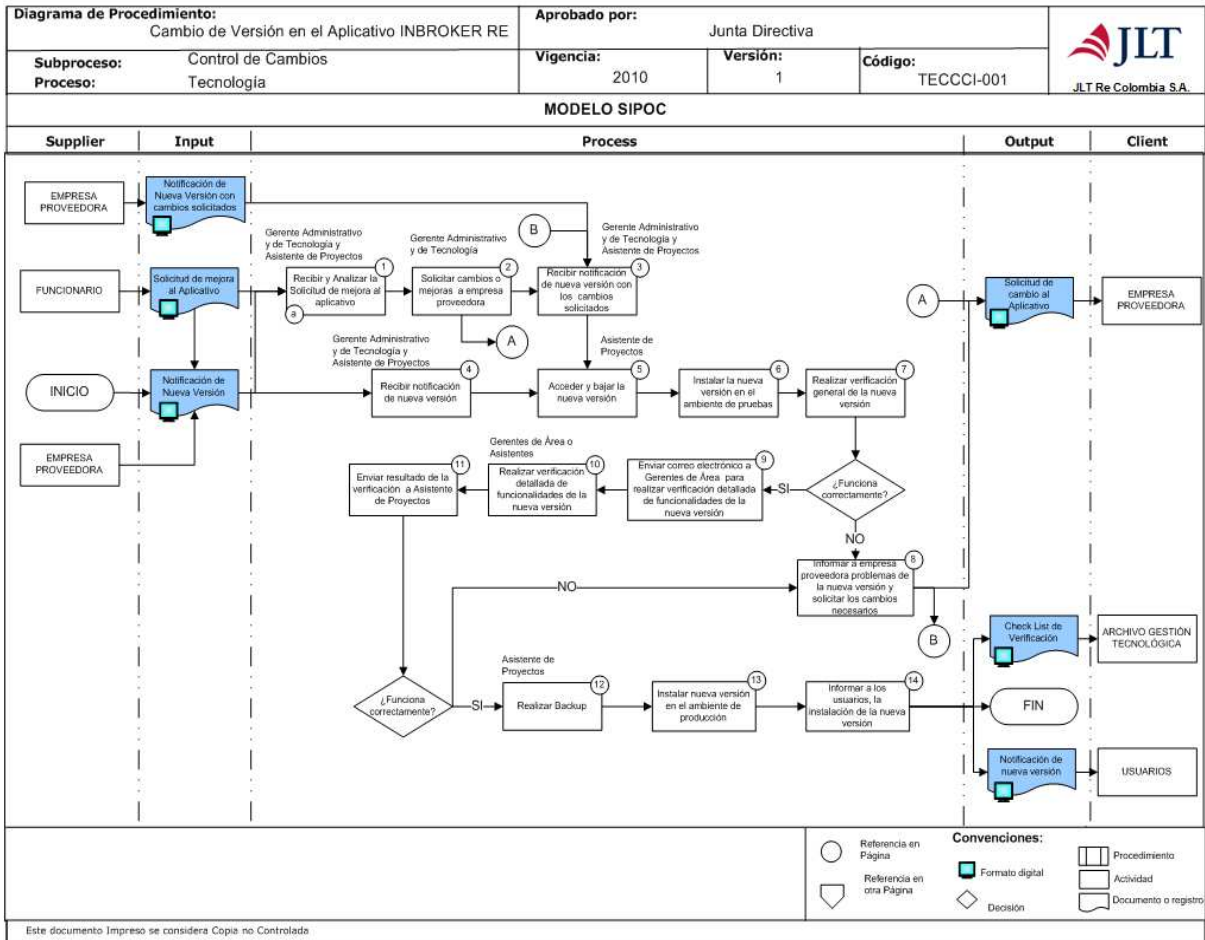 Diagrama de Procedimiento:
Cambio de Versión en el Aplicativo INBROKER RE
Aprobado por:
Junta Directiva
Subproceso:
Control de Cambios
Proceso:
Tecnología
Vigencia:
2010
Versión:
1
Código:
TECCCI-001
JLT
JLT Re Colombia S.A.
MODELO SIPOC
Supplier
Input
Process
Output
Client
EMPRESA
PROVEEDORA
Notificación de
Nueva Versión con
cambios solicitados
B
Gerente Administrativo
y de Tecnología y
Asistente de Proyectos
Gerente Administrativo
y de Tecnología
Gerente Administrativo
y de Tecnología y
Asistente de Proyectos
FUNCIONARIO
Solicitud de mejora
al Aplicativo
1
Recibir y Analizar la
Solicitud de mejora al
aplicativo
a
2
Solicitar cambios o
mejoras a empresa
proveedora
3
Recibir notificación
de nueva versión con
los cambios
solicitados
A
A
Solicitud de
cambio al
Aplicativo
EMPRESA
PROVEEDORA
Gerente Administrativo
y de Tecnología y
Asistente de Proyectos
Asistente de
Proyectos
INICIO
Notificación de
Nueva Versión
4
Recibir notificación
de nueva versión
5
Acceder y bajar la
nueva versión
6
Instalar la nueva
versión en el
ambiente de pruebas
7
Realizar verificación
general de la nueva
versión
EMPRESA
PROVEEDORA
Gerentes de Área o
Asistentes
11
Enviar resultado de la
verificación a Asistente
de Proyectos
10
Realizar verificación
detallada de
funcionalidades de la
nueva versión
9
Enviar correo electrónico a
Gerentes de Área para
realizar verificación detallada
de funcionalidades de la
nueva versión
SI
¿Funciona
correctamente?
NO
8
Informar a empresa
proveedora problemas de
la nueva versión y
solicitar los cambios
necesarios
NO
B
Check List de
Verificación
ARCHIVO GESTIÓN
TECNOLÓGICA
Asistente de
Proyectos
¿Funciona
correctamente?
SI
12
Realizar Backup
13
Instalar nueva versión
en el ambiente de
producción
14
Informar a los
usuarios, la
instalación de la nueva
versión
FIN
Notificación de
nueva versión
USUARIOS
Convenciones:
Referencia en
Página
Referencia en
otra Página
Formato digital
Decisión
Procedimiento
Actividad
Documento o registro
Este documento Impreso se considera Copia no Controlada